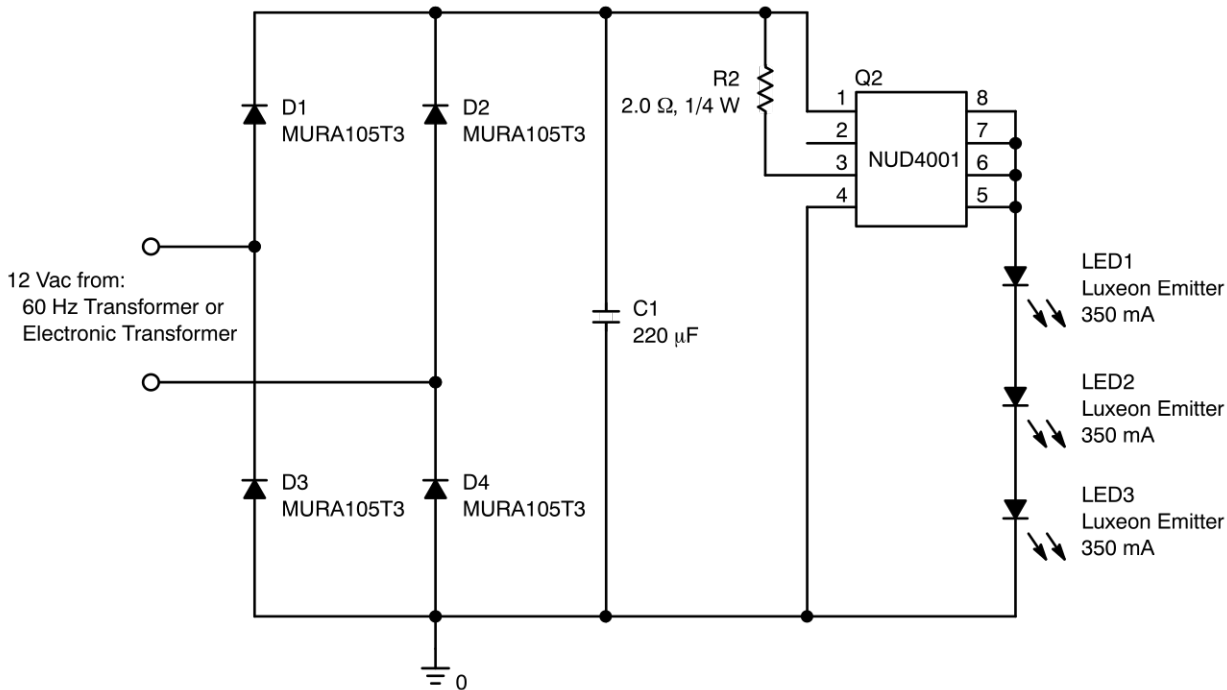 D1
MURA105T3
D2
MURA105T3
R2
2.0 Ω, 1/4 W
Q2
1
2
3
4
NUD4001
8
7
6
5
12 Vac from:
60 Hz Transformer or
Electronic Transformer
C1
220 μF
LED1
Luxeon Emitter
350 mA
LED2
Luxeon Emitter
350 mA
D3
MURA105T3
D4
MURA105T3
LED3
Luxeon Emitter
350 mA
0